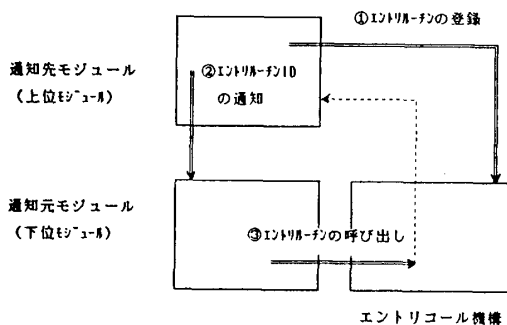 ①ｴﾝﾄﾘﾙｰﾁﾝの登録
通知先モジュール
（上位ﾓｼﾞｭｰﾙ）
②ｴﾝﾄﾘﾙｰﾁﾝID
の通知
通知元モジュール
（下位ﾓｼﾞｭｰﾙ）
③ｴﾝﾄﾘﾙｰﾁﾝの呼び出し
エントリコール機構